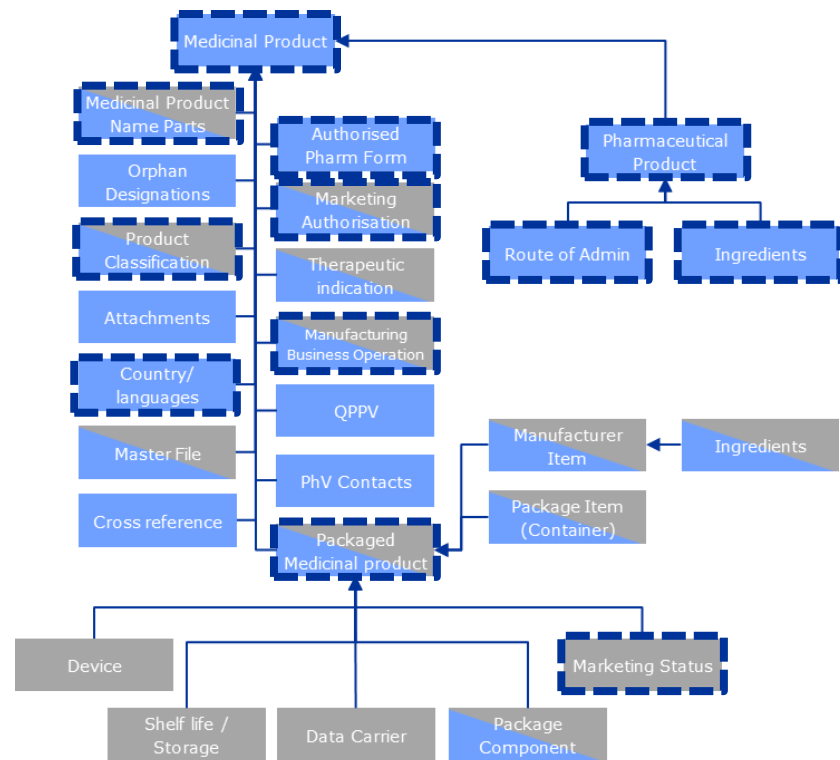 Medicinal Product
Medicinal Product
Name Parts
Authorised
Pharm Form
Pharmaceutical
Product
Orphan
Designations
Marketing
Authorisation
Product
Classification
Route of Admin
Ingredients
Therapeutic
indication
Attachments
Manufacturing
Business Operation
Country/
languages
QPPV
Manufacturer
Item
Ingredients
Master File
PhV Contacts
Package Item
(Container)
Cross reference
Packaged
Medicinal product
Device
Marketing Status
Shelf life /
Storage
Data Carrier
Package
Component